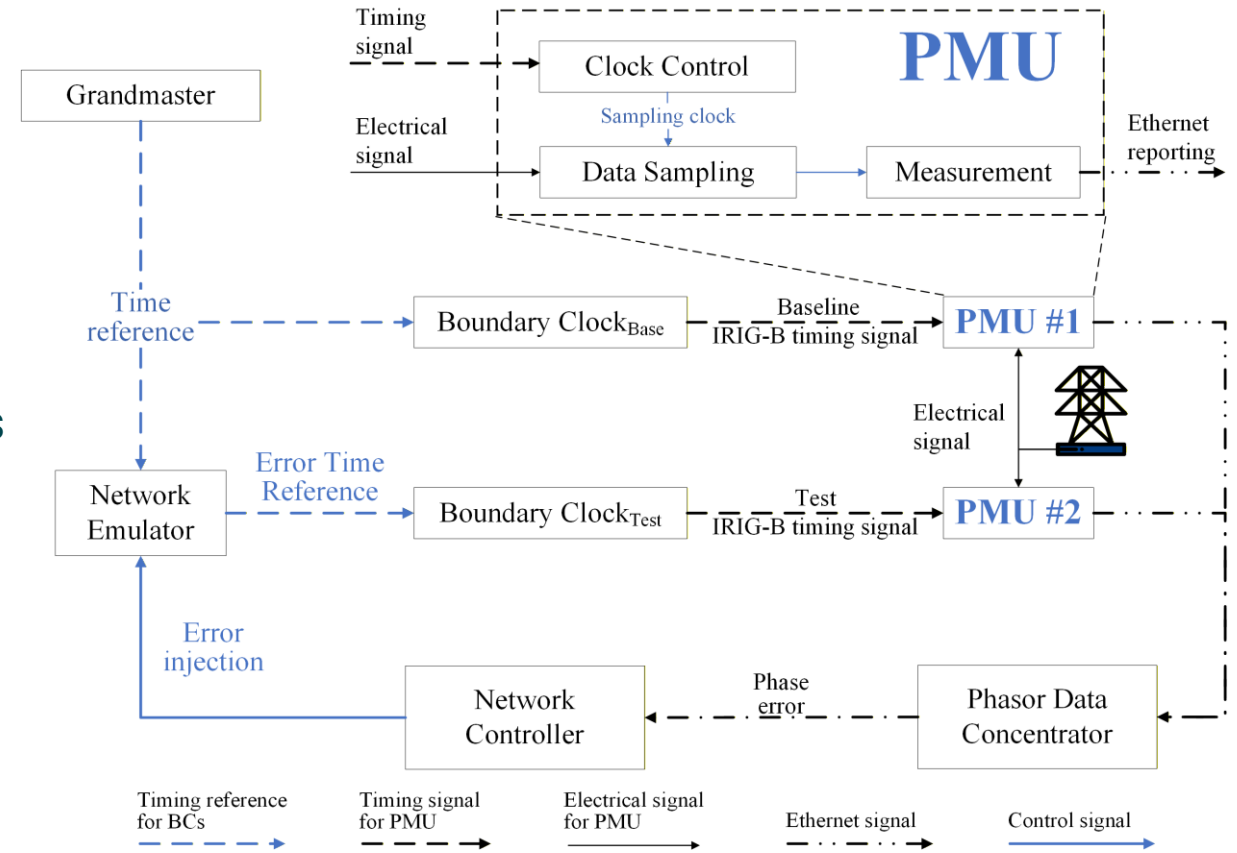 Timing
signal
Clock Control
PMU
Grandmaster
Sampling clock
Electrical
signal
Data Sampling
Measurement
Ethernet
reporting
Time
reference
Boundary Clock_Base
Baseline
IRIG-B timing signal
PMU #1
Electrical
signal
s
Network
Emulator
Error Time
Reference
Boundary Clock_Test
Test
IRIG-B timing signal
PMU #2
Error
injection
Network
Controller
Phase
error
Phasor Data
Concentrator
Timing reference
for BCs
Timing signal
for PMU
Electrical signal
for PMU
Ethernet signal
Control signal